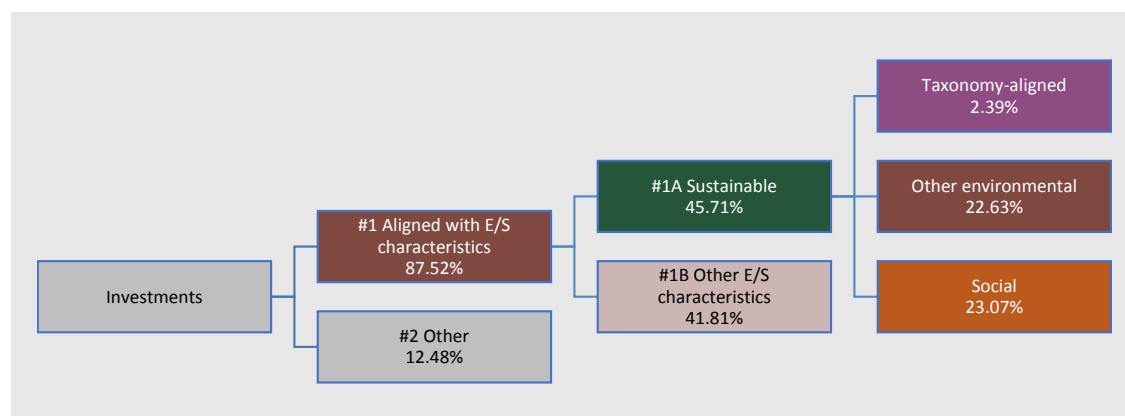 Investments
#1 Aligned with E/S
characteristics
87.52%
#2 Other
12.48%
#1A Sustainable
45.71%
#1B Other E/S
characteristics
41.81%
Taxonomy-aligned
2.39%
Other environmental
22.63%
Social
23.07%